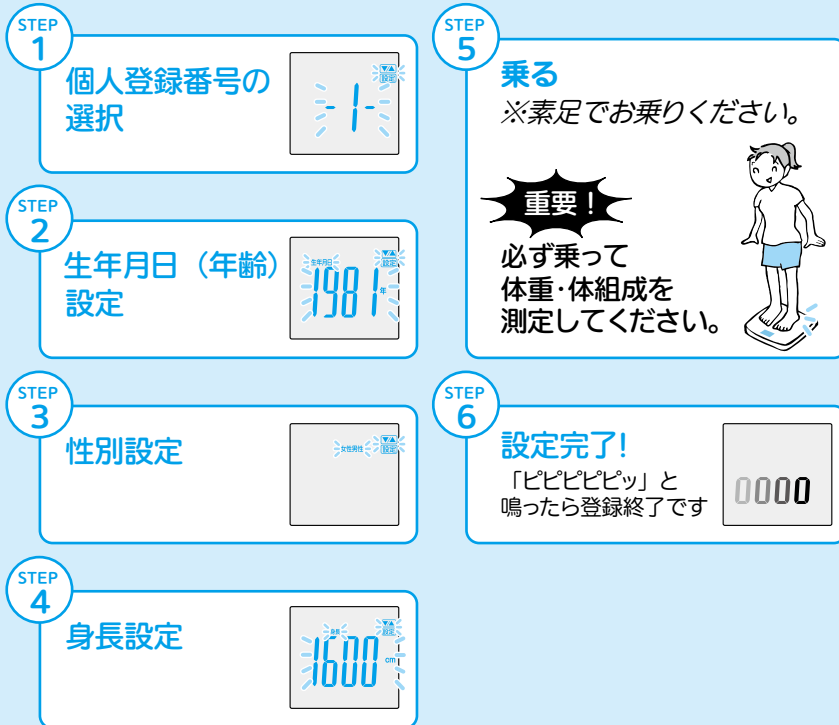 STEP
1
個人登録番号の
選択
▼▲
設定
-1-
STEP
2
生年月日（年齢）
設定
生年月日
▼▲
設定
1981年
STEP
3
性別設定
女性男性
▼▲
設定
STEP
4
身長設定
身長
▼▲
設定
1600cm
STEP
5
乗る
※素足でお乗りください。
重要！
必ず乗って
体重・体組成を
測定してください。
STEP
6
設定完了!
「ピピピピピッ」と
鳴ったら登録終了です
0000